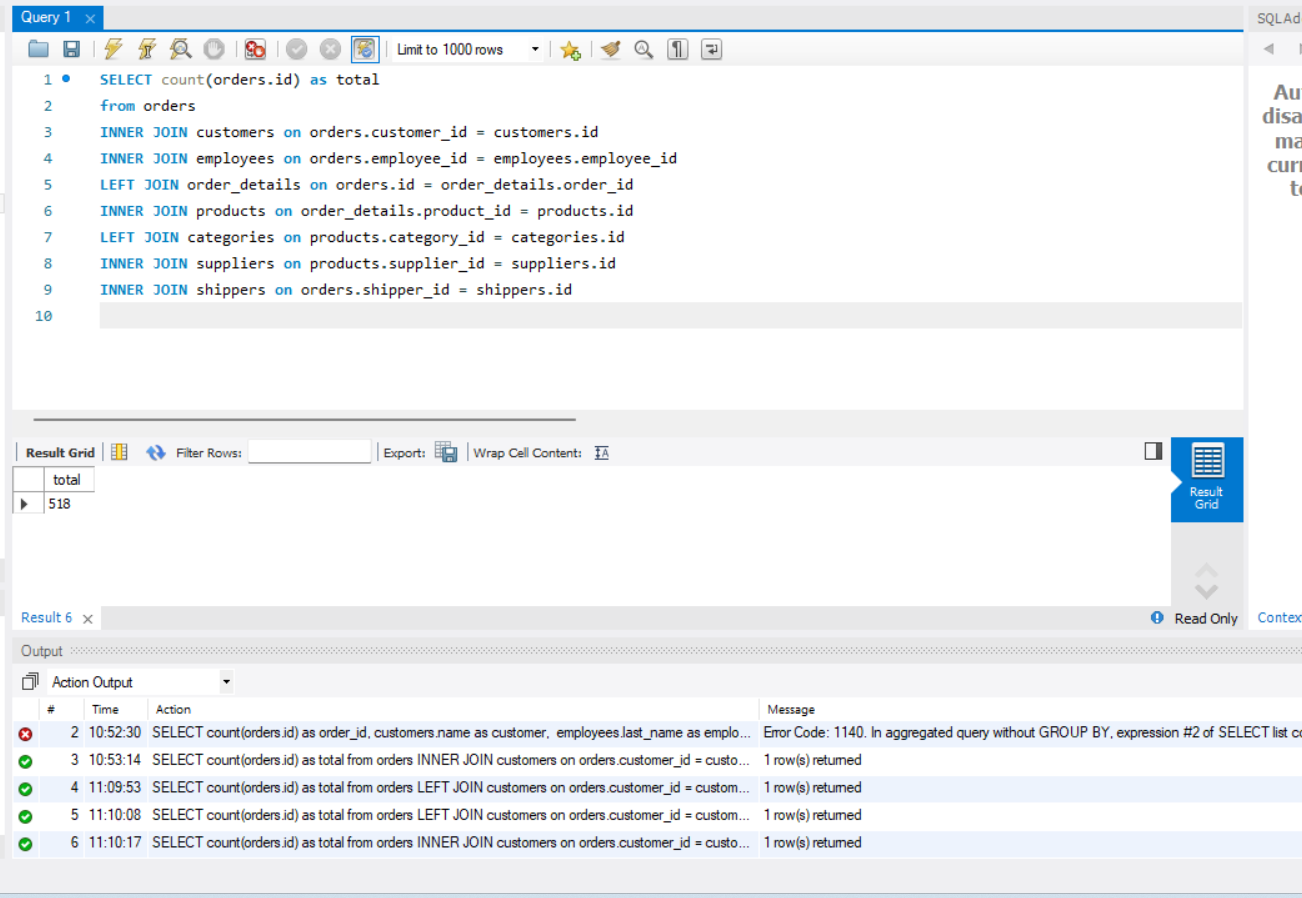 Query 1
SQLAd
Limit to 1000 rows
1 SELECT count(orders.id) as total
2 from orders
3 INNER JOIN customers on orders.customer_id = customers.id
4 INNER JOIN employees on orders.employee_id = employees.employee_id
5 LEFT JOIN order_details on orders.id = order_details.order_id
6 INNER JOIN products on order_details.product_id = products.id
7 LEFT JOIN categories on products.category_id = categories.id
8 INNER JOIN suppliers on products.supplier_id = suppliers.id
9 INNER JOIN shippers on orders.shipper_id = shippers.id
10
Au
disa
ma
curr
to
Result Grid Filter Rows: Export: Wrap Cell Content: IA
total
518
Result
Grid
Result 6 Read Only Contex
Output
Action Output
# Time Action Message
2 10:52:30 SELECT count(orders.id) as order_id, customers.name as customer, employees.last_name as emplo... Error Code: 1140. In aggregated query without GROUP BY, expression #2 of SELECT list co
3 10:53:14 SELECT count(orders.id) as total from orders INNER JOIN customers on orders.customer_id = custo... 1 row(s) returned
4 11:09:53 SELECT count(orders.id) as total from orders LEFT JOIN customers on orders.customer_id = custom... 1 row(s) returned
5 11:10:08 SELECT count(orders.id) as total from orders LEFT JOIN customers on orders.customer_id = custom... 1 row(s) returned
6 11:10:17 SELECT count(orders.id) as total from orders INNER JOIN customers on orders.customer_id = custo... 1 row(s) returned